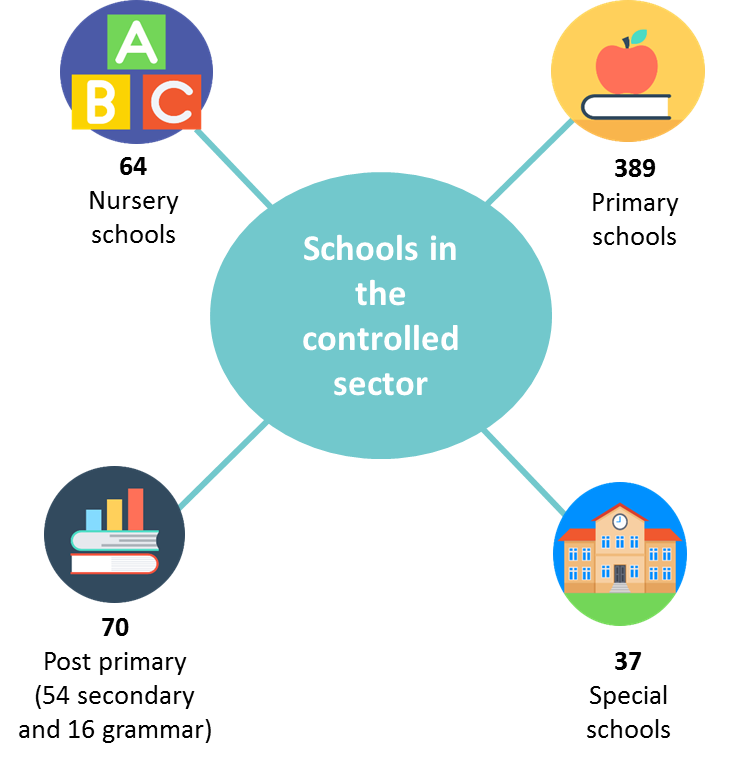 A
B C
64
Nursery
schools
389
Primary
schools
Schools in
the
controlled
sector
70
Post primary
(54 secondary
and 16 grammar)
37
Special
schools